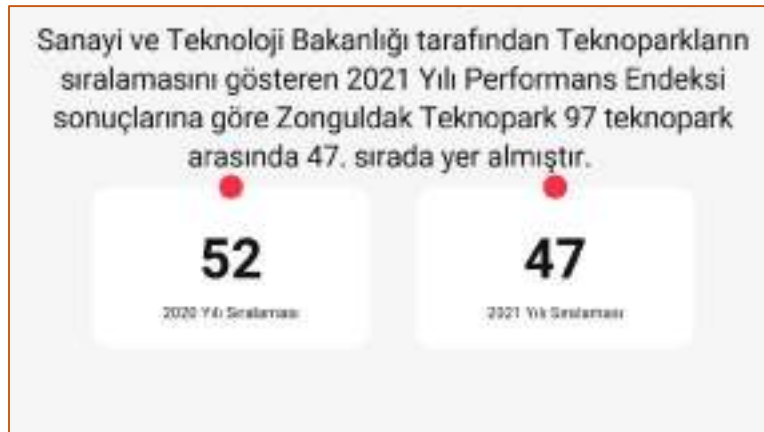 Sanayi ve Teknoloji Bakanlığı tarafından Teknoparkların
sıralamasını gösteren 2021 Yılı Performans Endeksi
sonuçlarına göre Zonguldak Teknopark 97 teknopark
arasında 47. sırada yer almıştır.
52
47
2020 Yılı Sıralaması
2021 Yılı Sıralaması